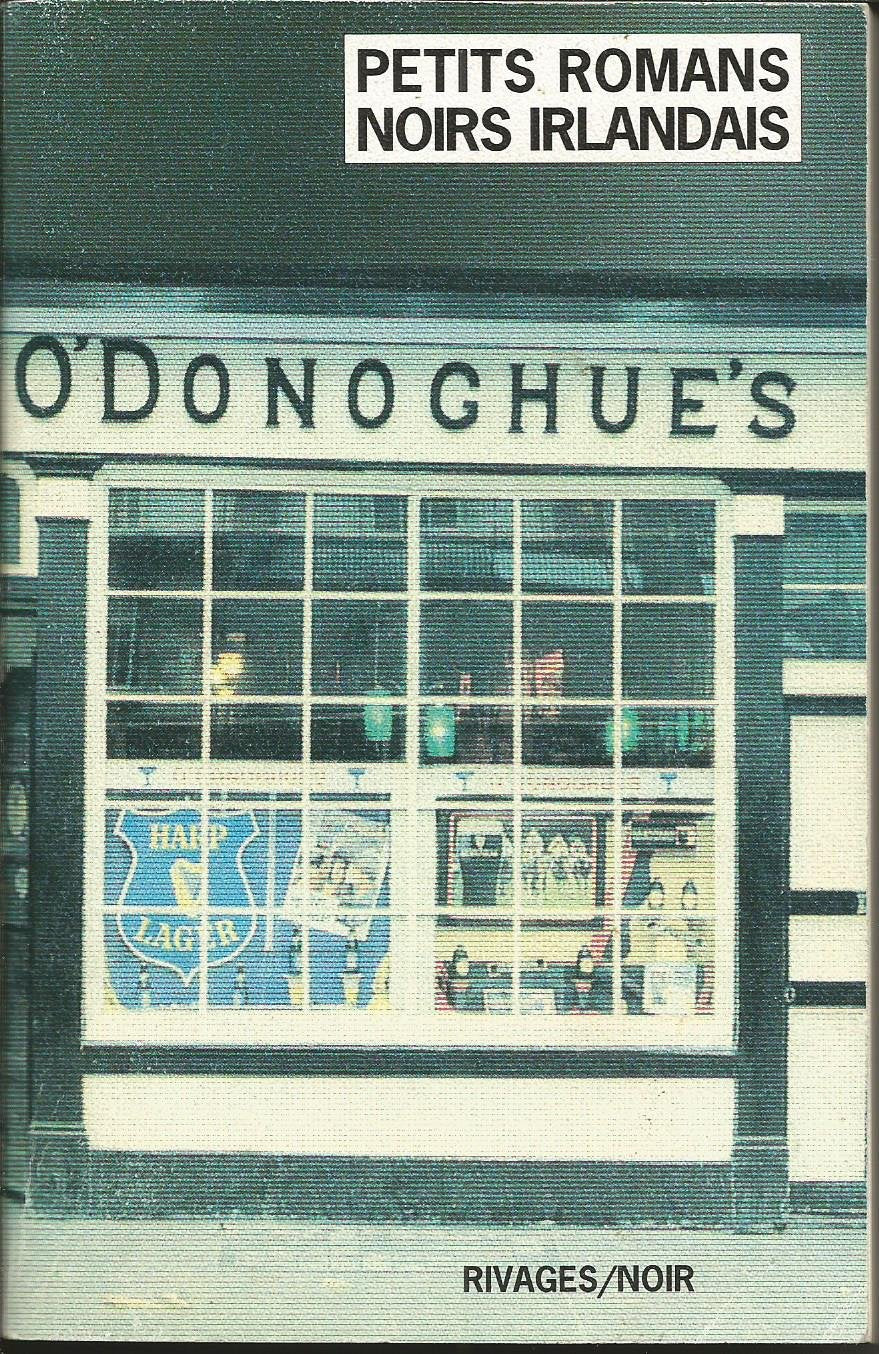 PETITS ROMANS
NOIRS IRLANDAIS
O'DONOGHUE'S
HARP
LAGER
RIVAGES/NOIR